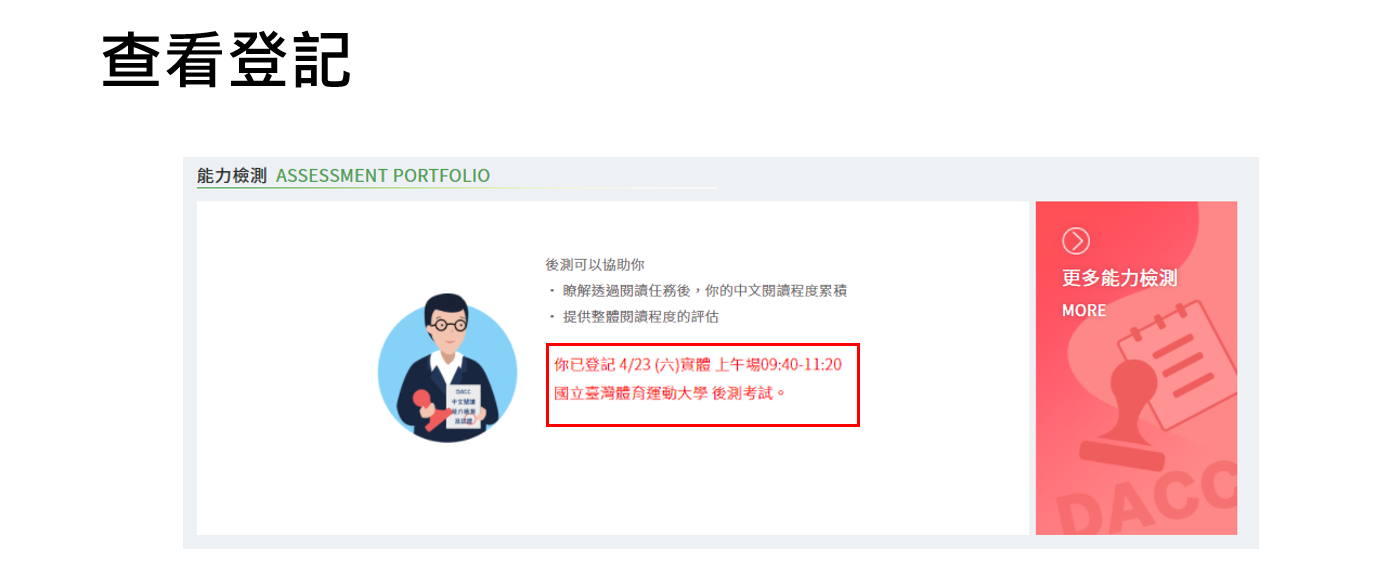 查看登記
能力檢測 ASSESSMENT PORTFOLIO
後測可以協助你
· 瞭解透過閱讀任務後，你的中文閱讀程度累積
· 提供整體閱讀程度的評估
你已登記 4/23 (六)實體 上午場09:40-11:20
國立臺灣體育運動大學 後測考試。
DACC
中文閱讀
能力檢測
及認證
更多能力檢測
MORE
DACC